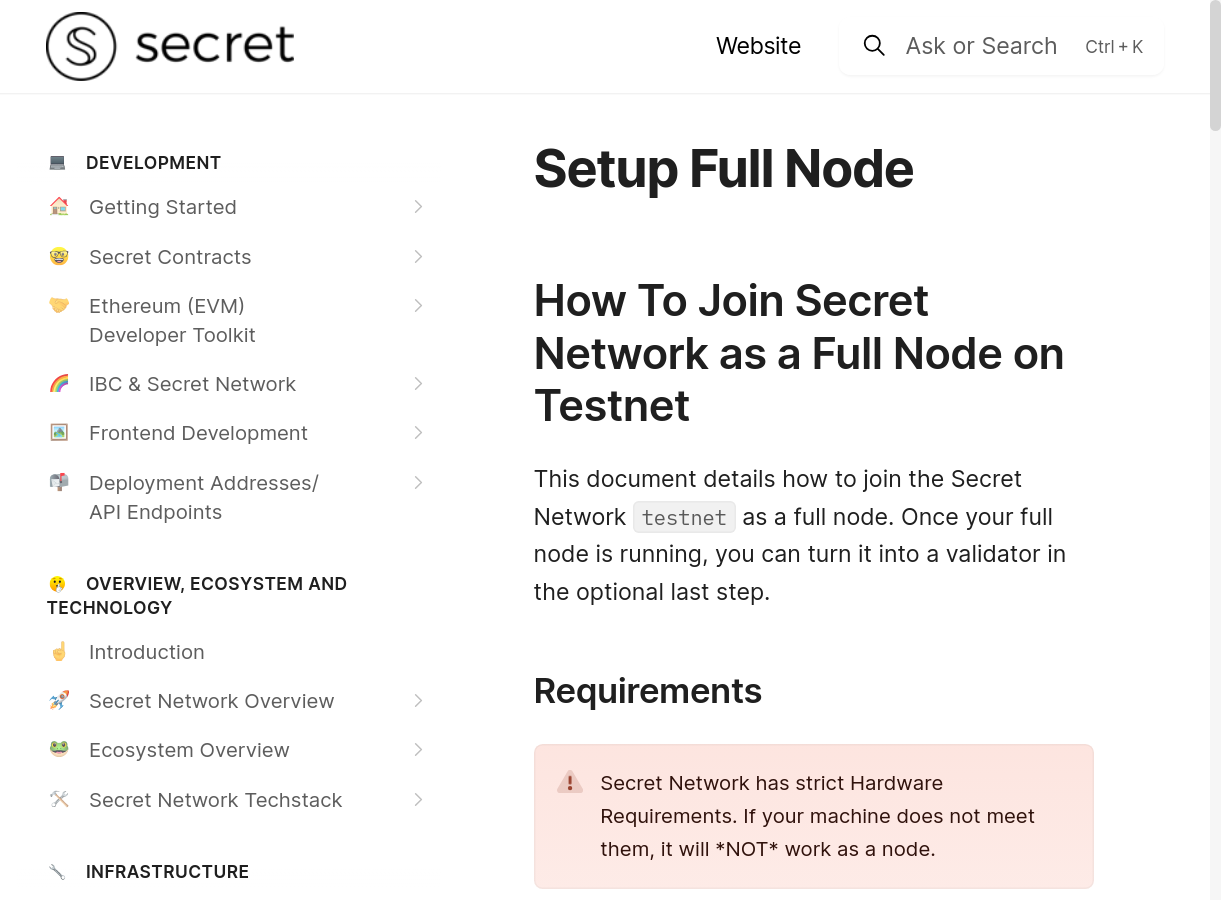 secret
Website
Ask or Search
Ctrl + K
DEVELOPMENT
Getting Started
Secret Contracts
Ethereum (EVM)
Developer Toolkit
IBC & Secret Network
Frontend Development
Deployment Addresses/
API Endpoints
OVERVIEW, ECOSYSTEM AND
TECHNOLOGY
Introduction
Secret Network Overview
Ecosystem Overview
Secret Network Techstack
INFRASTRUCTURE
Setup Full Node
How To Join Secret
Network as a Full Node on
Testnet
This document details how to join the Secret
Network testnet as a full node. Once your full
node is running, you can turn it into a validator in
the optional last step.
Requirements
Secret Network has strict Hardware
Requirements. If your machine does not meet
them, it will *NOT* work as a node.